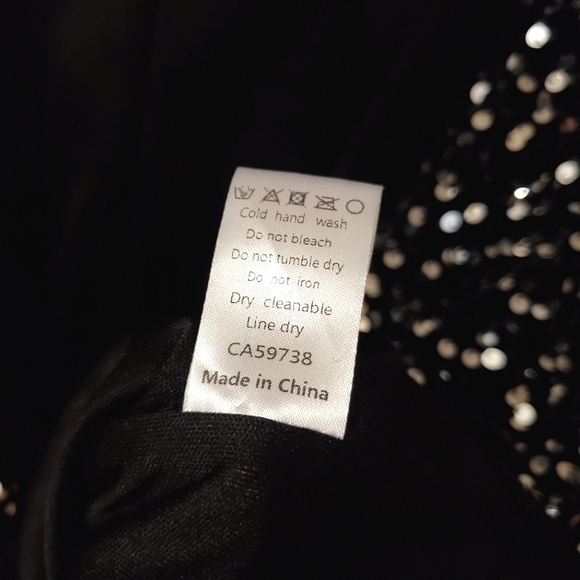 Cold hand wash
Do not bleach
Do not tumble dry
Do not iron
Dry cleanable
Line dry
CA59738
Made in China